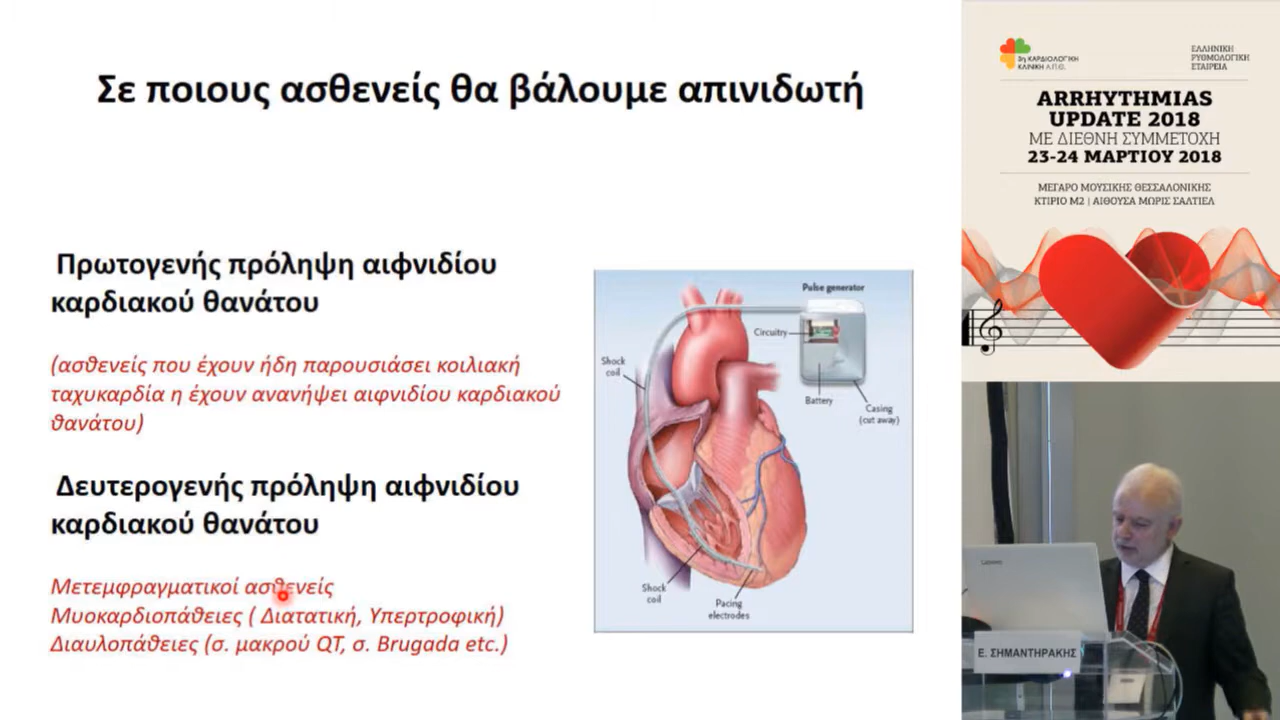 Σε ποιους ασθενείς θα βάλουμε απινιδωτή
Πρωτογενής πρόληψη αιφνιδίου
καρδιακού θανάτου
(ασθενείς που έχουν ήδη παρουσιάσει κοιλιακή
ταχυκαρδία η έχουν ανανήψει αιφνιδίου καρδιακού
θανάτου)
Δευτερογενής πρόληψη αιφνιδίου
καρδιακού θανάτου
Μετεμφραγματικοί ασθενείς
Μυοκαρδιοπάθειες ( Διατατική, Υπερτροφική)
Διαυλοπάθειες (σ. μακρού QT, σ. Brugada etc.)
Pulse generator
Circuitry
Shock
coil
Battery
Casing
(cut away)
Shock
coil
Pacing
electrodes
3η ΚΑΡΔΙΟΛΟΓΙΚΗ
ΚΛΙΝΙΚΗ Α.Π.Θ.
ΕΛΛΗΝΙΚΗ
ΡΥΘΜΟΛΟΓΙΚΗ
ΕΤΑΙΡΕΙΑ
ARRHYTHMIAS
UPDATE 2018
ΜΕ ΔΙΕΘΝΗ ΣΥΜΜΕΤΟΧΗ
23-24 ΜΑΡΤΙΟΥ 2018
ΜΕΓΑΡΟ ΜΟΥΣΙΚΗΣ ΘΕΣΣΑΛΟΝΙΚΗΣ
ΚΤΙΡΙΟ Μ2 | ΑΙΘΟΥΣΑ ΜΩΡΙΣ ΣΑΛΤΙΕΛ
Lenovo
Ε. ΣΗΜΑΝΤΗΡΑΚΗΣ